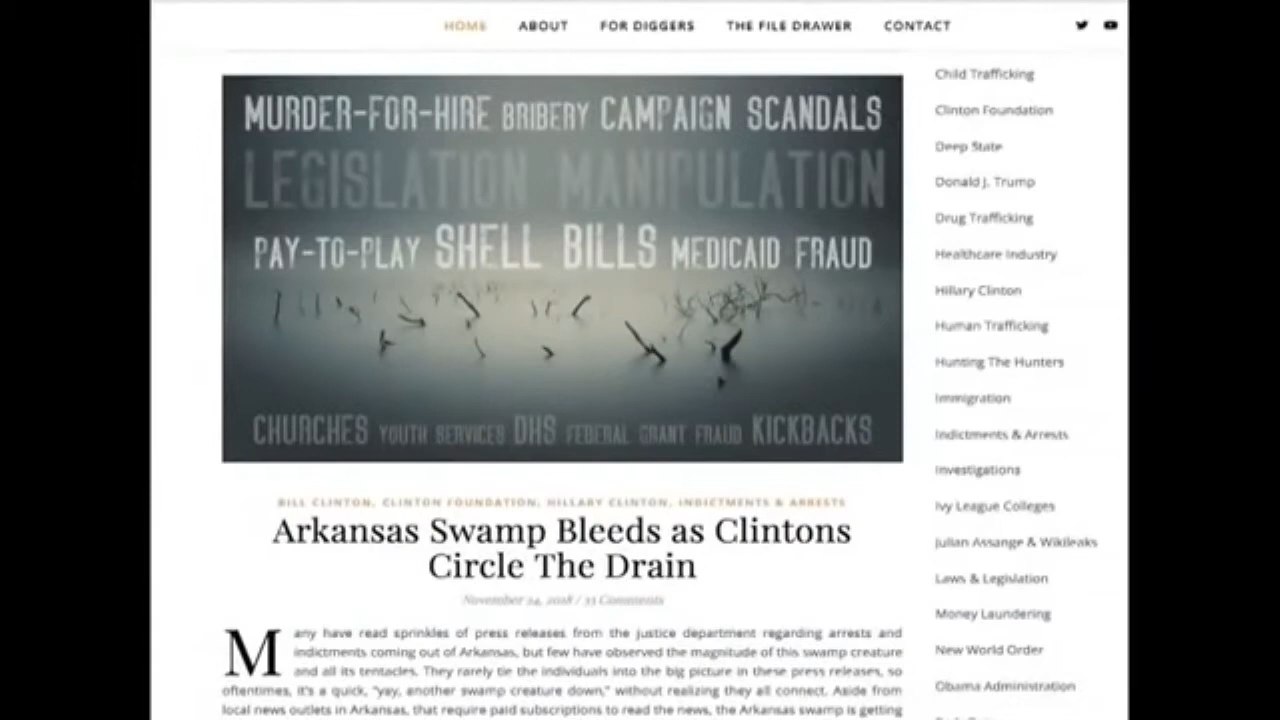 HOME ABOUT FOR DIGGERS THE FILE DRAWER CONTACT
MURDER-FOR-HIRE BRIBERY CAMPAIGN SCANDALS
LEGISLATION MANIPULATION
PAY-TO-PLAY SHELL BILLS MEDICAID FRAUD
CHURCHES YOUTH SERVICES DHS FEDERAL GRANT FRAUD KICKBACKS
BILL CLINTON, CLINTON FOUNDATION, HILLARY CLINTON, INDICTMENTS & ARRESTS
Arkansas Swamp Bleeds as Clintons
Circle The Drain
November 24, 2018 / 33 Comments
Many have read sprinkles of press releases from the justice department regarding arrests and
indictments coming out of Arkansas, but few have observed the magnitude of this swamp creature
and all its tentacles. They rarely tie the individuals into the big picture in these press releases, so
oftentimes, it's a quick, "yay, another swamp creature down," without realizing they all connect. Aside from
local news outlets in Arkansas, that require paid subscriptions to read the news, the Arkansas swamp is getting
Child Trafficking
Clinton Foundation
Deep State
Donald J. Trump
Drug Trafficking
Healthcare Industry
Hillary Clinton
Human Trafficking
Hunting The Hunters
Immigration
Indictments & Arrests
Investigations
Ivy League Colleges
Julian Assange & Wikileaks
Laws & Legislation
Money Laundering
New World Order
Obama Administration